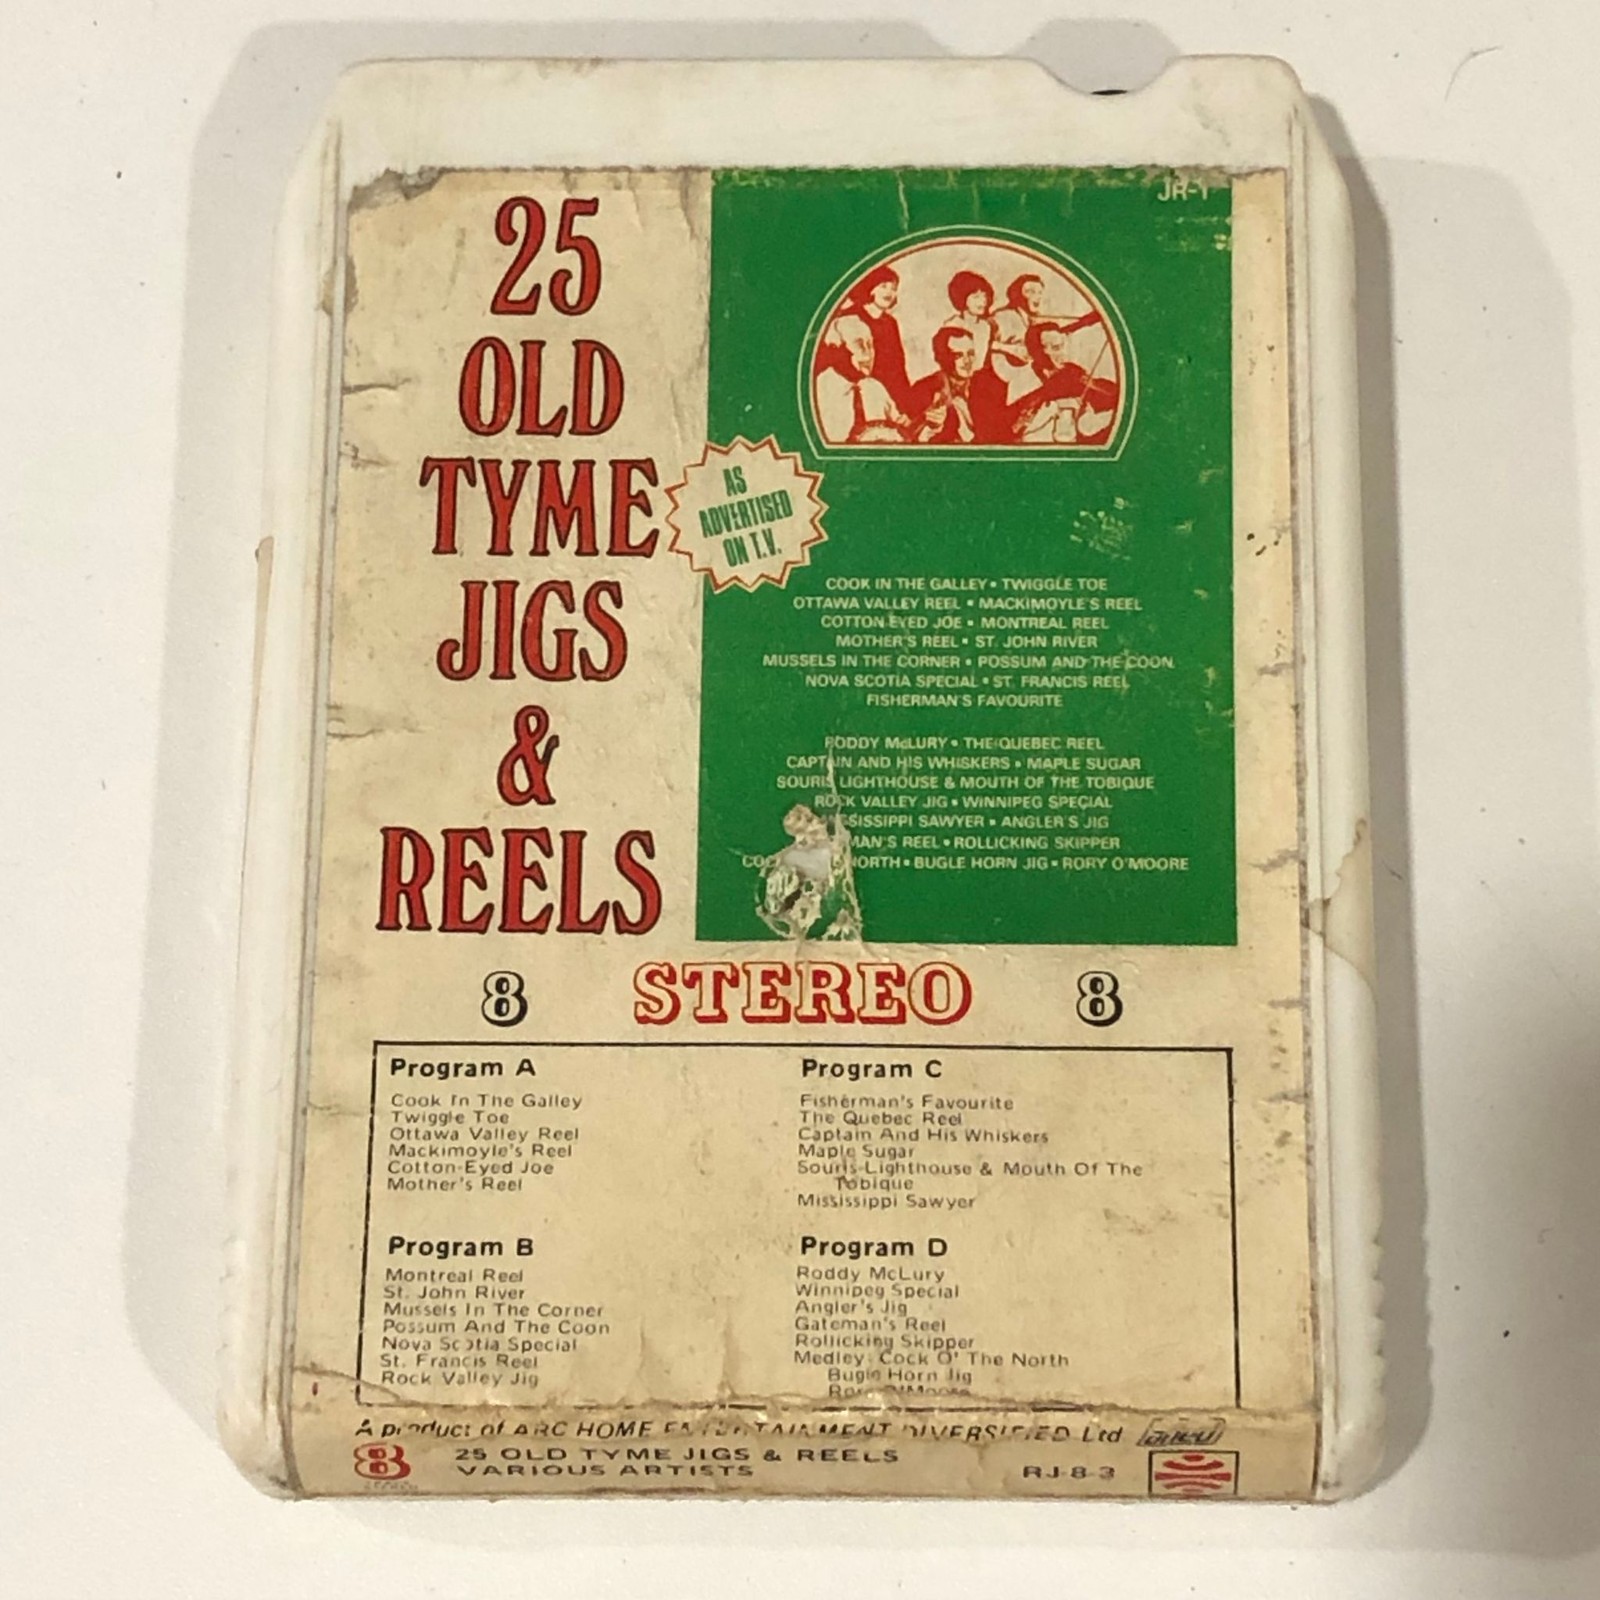 25
OLD
TYME
JIGS
&
REELS
JR-1
AS
ADVERTISED
ON T.V.
COOK IN THE GALLEY • TWIGGLE TOE
OTTAWA VALLEY REEL • MACKIMOYLE'S REEL
COTTON EYED JOE • MONTREAL REEL
MOTHER'S REEL • ST. JOHN RIVER
MUSSELS IN THE CORNER • POSSUM AND THE COON
NOVA SCOTIA SPECIAL • ST. FRANCIS REEL
FISHERMAN'S FAVOURITE
RODDY McLURY • THE QUEBEC REEL
CAPTAIN AND HIS WHISKERS • MAPLE SUGAR
SOURIS LIGHTHOUSE & MOUTH OF THE TOBIQUE
ROCK VALLEY JIG • WINNIPEG SPECIAL
MISSISSIPPI SAWYER • ANGLER'S JIG
REEL • ROLLICKING SKIPPER
NORTH • BUGLE HORN JIG • RORY O'MOORE
8 STEREO 8
Program A
Cook In The Galley
Twiggle Toe
Ottawa Valley Reel
Mackimoyle's Reel
Cotton-Eyed Joe
Mother's Reel
Program B
Montreal Reel
St. John River
Mussels In The Corner
Possum And The Coon
Nova Scotia Special
St. Francis Reel
Rock Valley Jig
Program C
Fisherman's Favourite
The Quebec Reel
Captain And His Whiskers
Maple Sugar
Souris-Lighthouse & Mouth Of The
Tobique
Mississippi Sawyer
Program D
Roddy McLury
Winnipeg Special
Angler's Jig
Gateman's Reel
Rollicking Skipper
Medley: Cock O' The North
Bugle Horn Jig
Rory O'Moore
A product of ARC HOME ENTERTAINMENT DIVERSIFIED Ltd
8 25 OLD TYME JIGS & REELS
VARIOUS ARTISTS RJ-8-3